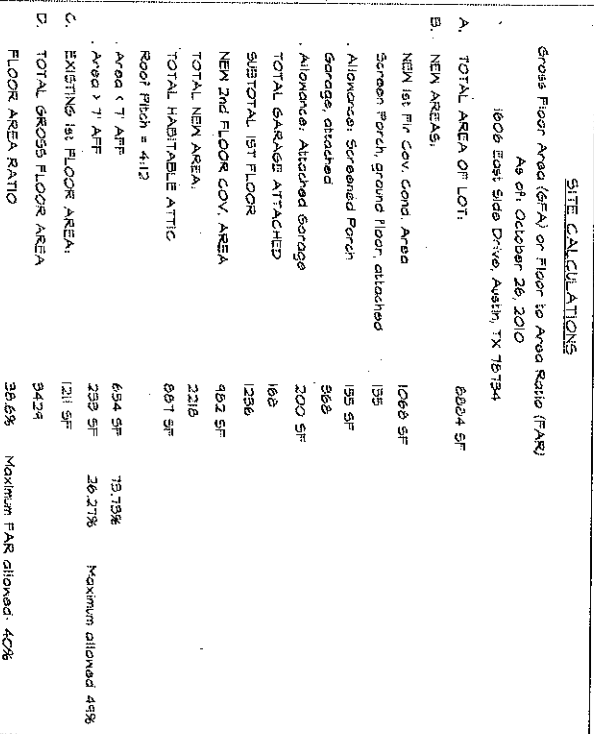 SITE CALCULATIONS
Gross Floor Area (GFA) or Floor to Area Ratio (FAR)
As of: October 26, 2010
1606 East Side Drive, Austin, TX 78734
A. TOTAL AREA OF LOT: 8884 SF
B. NEW AREAS:
NEW 1st Flr Cov. Cond. Area 1068 SF
Screen Porch, ground floor, attached 155
. Allowance: Screened Porch 155 SF
Garage, attached 368
. Allowance: Attached Garage 200 SF
TOTAL GARAGE ATTACHED 168
SUBTOTAL 1ST FLOOR 1236
NEW 2nd FLOOR COV. AREA 982 SF
TOTAL NEW AREA: 2218
TOTAL HABITABLE ATTIC 887 SF
Roof Pitch = 4:12
. Area < 7' AFF 654 SF 73.73%
. Area > 7' AFF 233 SF 26.27% Maximum allowed 49%
C. EXISTING 1st FLOOR AREA: 1211 SF
D. TOTAL GROSS FLOOR AREA 3429
FLOOR AREA RATIO 38.6% Maximum FAR allowed: 40%